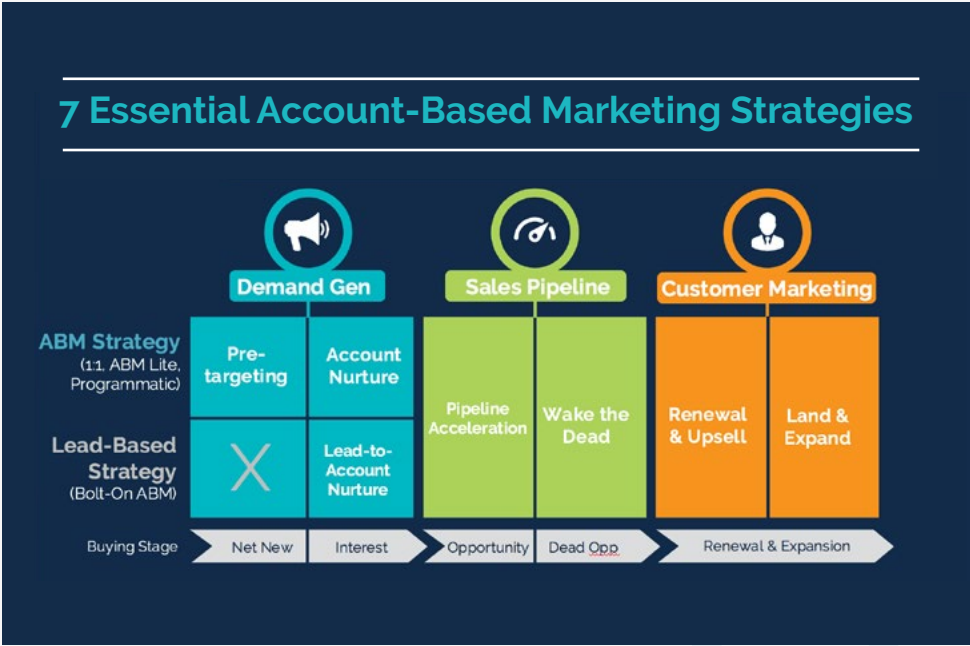 7 Essential Account-Based Marketing Strategies
Demand Gen
Sales Pipeline
Customer Marketing
ABM Strategy
(1:1, ABM Lite,
Programmatic)
Pre-
targeting
Account
Nurture
Pipeline
Acceleration
Wake the
Dead
Renewal
& Upsell
Land &
Expand
Lead-Based
Strategy
(Bolt-On ABM)
X
Lead-to-
Account
Nurture
Buying Stage
Net New
Interest
Opportunity
Dead Opp
Renewal & Expansion